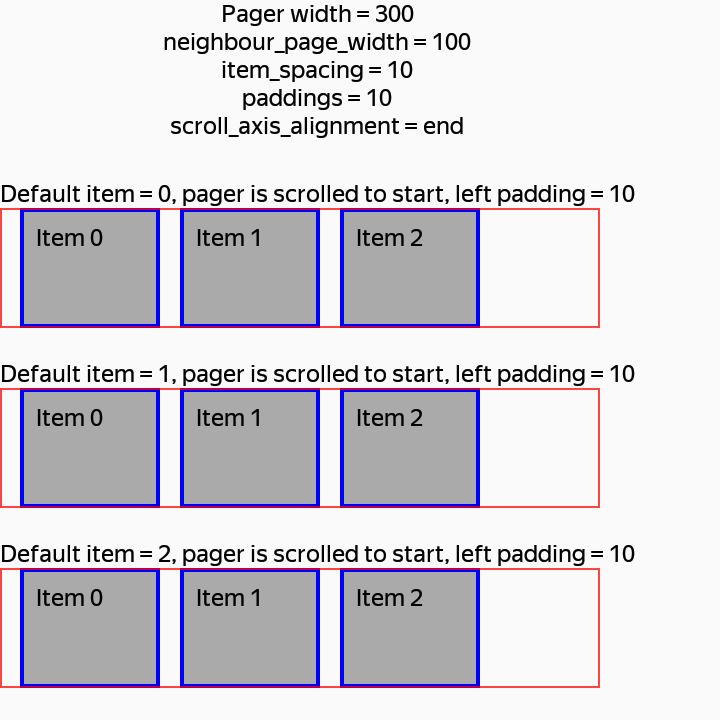 Pager width = 300
neighbour_page_width = 100
item_spacing = 10
paddings = 10
scroll_axis_alignment = end
Default item = 0, pager is scrolled to start, left padding = 10
Item 0 Item 1 Item 2
Default item = 1, pager is scrolled to start, left padding = 10
Item 0 Item 1 Item 2
Default item = 2, pager is scrolled to start, left padding = 10
Item 0 Item 1 Item 2